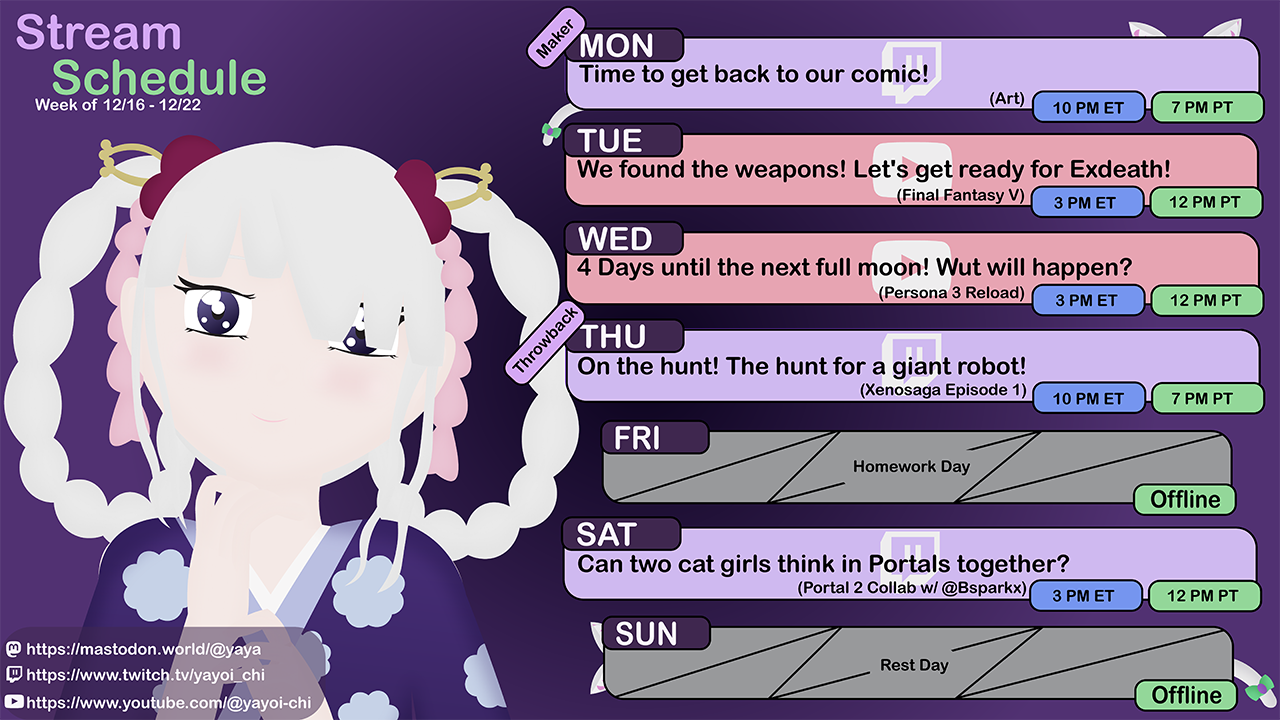 Stream
Schedule
Week of 12/16 - 12/22
Maker
MON
Time to get back to our comic!
(Art)
10 PM ET
7 PM PT
TUE
We found the weapons! Let's get ready for Exdeath!
(Final Fantasy V)
3 PM ET
12 PM PT
WED
4 Days until the next full moon! Wut will happen?
(Persona 3 Reload)
3 PM ET
12 PM PT
Throwback
THU
On the hunt! The hunt for a giant robot!
(Xenosaga Episode 1)
10 PM ET
7 PM PT
FRI
Homework Day
Offline
SAT
Can two cat girls think in Portals together?
(Portal 2 Collab w/ @Bsparkx)
3 PM ET
12 PM PT
SUN
Rest Day
Offline
https://mastodon.world/@yaya
https://www.twitch.tv/yayoi_chi
https://www.youtube.com/@yayoi-chi